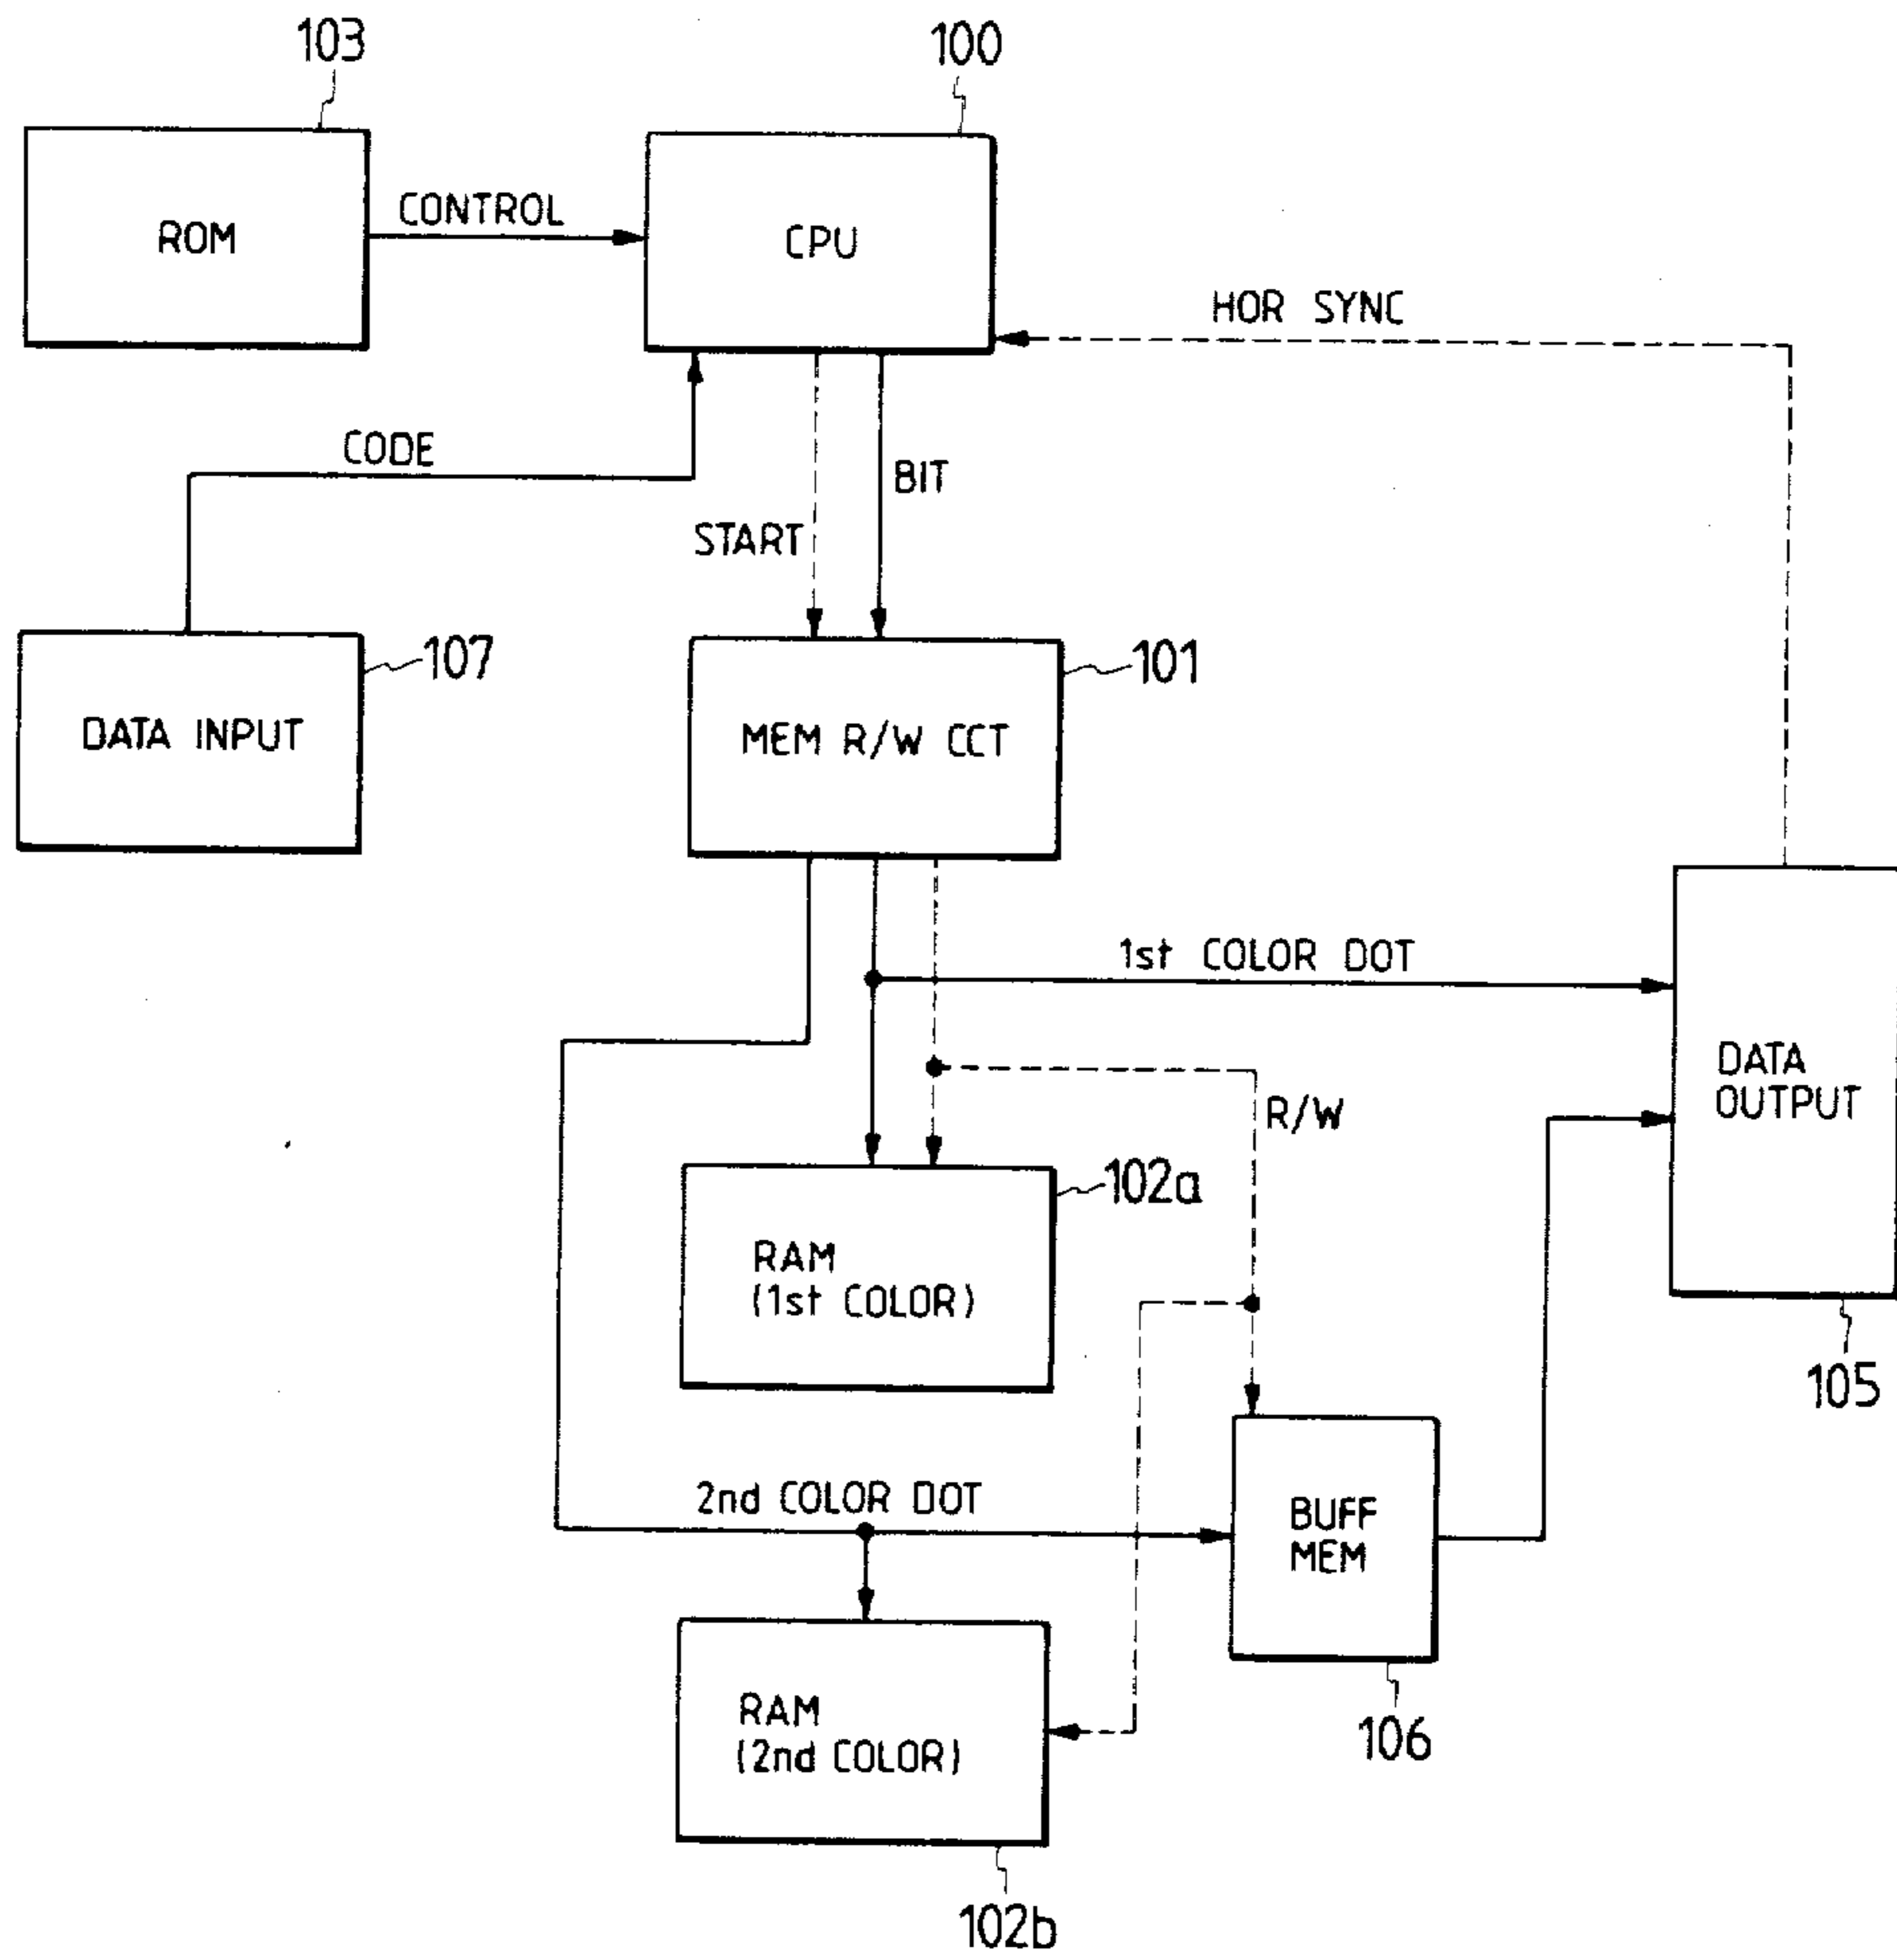 103
100
ROM
CONTROL
CPU
HOR SYNC
CODE
BIT
START
107
101
DATA INPUT
MEM R/W CCT
1st COLOR DOT
DATA
OUTPUT
R/W
102a
RAM
(1st COLOR)
105
2nd COLOR DOT
BUFF
MEM
RAM
(2nd COLOR)
106
102b